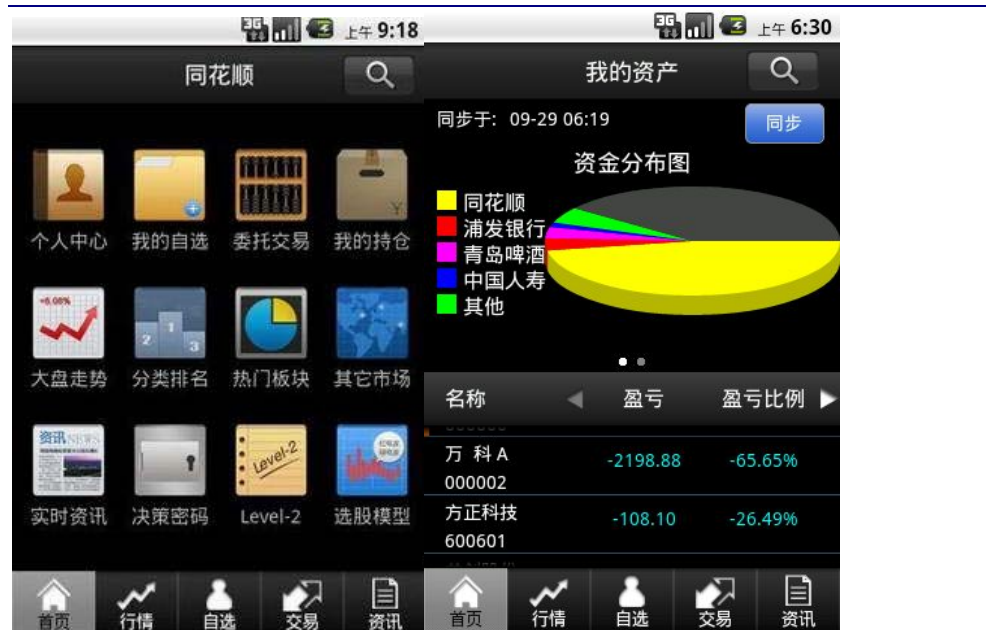 3G
上午 9:18
同花顺
个人中心
我的自选
委托交易
我的持仓
+6.08%
大盘走势
2
1
3
分类排名
热门板块
其它市场
资讯 NEWS
实时资讯
决策密码
Level-2
Level-2
选股模型
首页
行情
自选
交易
资讯
3G
上午 6:30
我的资产
同步于: 09-29 06:19
同步
资金分布图
同花顺
浦发银行
青岛啤酒
中国人寿
其他
名称
盈亏
盈亏比例
万 科A
-2198.88
-65.65%
000002
方正科技
-108.10
-26.49%
600601
首页
行情
自选
交易
资讯